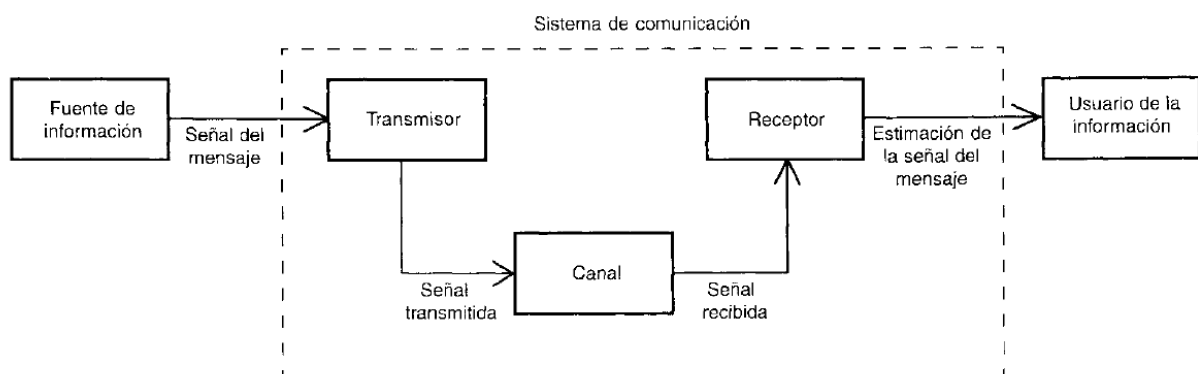 Sistema de comunicación
Fuente de
información
Señal del
mensaje
Transmisor
Señal
transmitida
Canal
Señal
recibida
Receptor
Estimación de
la señal del
mensaje
Usuario de la
información